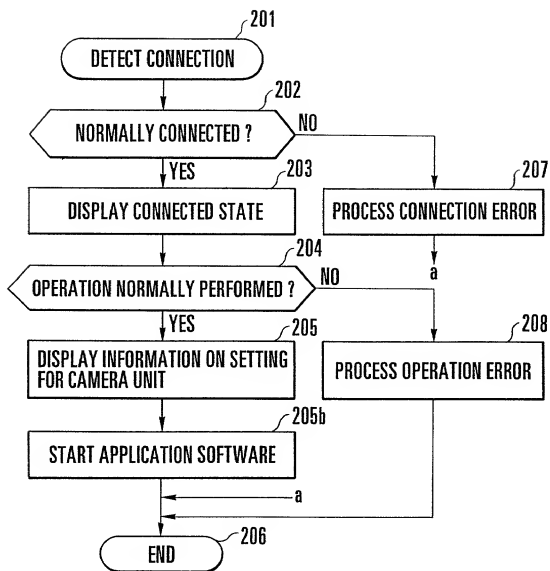 201
DETECT CONNECTION
202
NORMALLY CONNECTED ?
NO
YES
203
207
DISPLAY CONNECTED STATE
PROCESS CONNECTION ERROR
204
a
OPERATION NORMALLY PERFORMED ?
NO
YES
205
208
DISPLAY INFORMATION ON SETTING
FOR CAMERA UNIT
PROCESS OPERATION ERROR
205b
START APPLICATION SOFTWARE
a
206
END